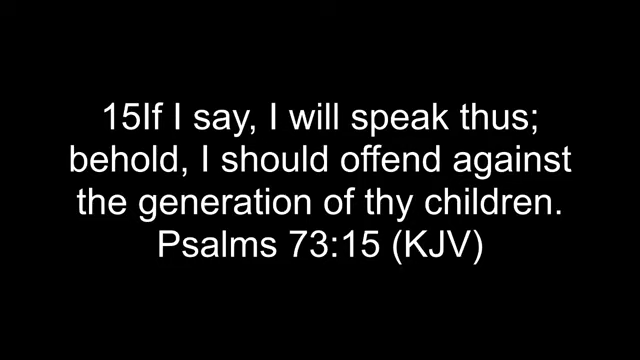 15If I say, I will speak thus;
behold, I should offend against
the generation of thy children.
Psalms 73:15 (KJV)